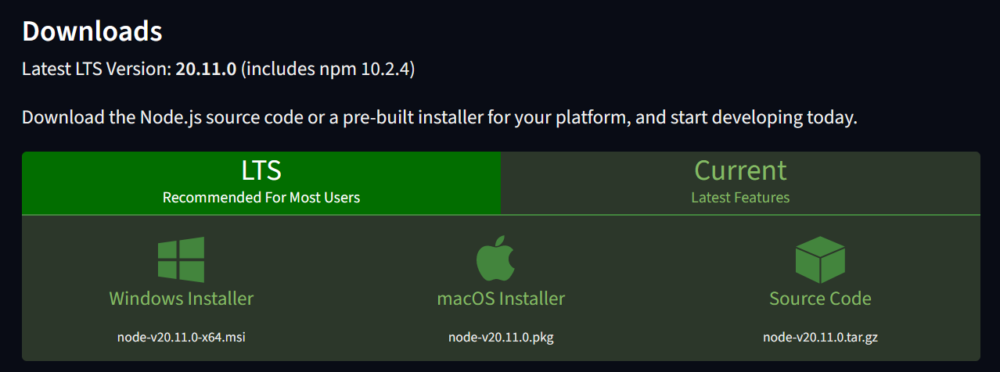 Downloads
Latest LTS Version: 20.11.0 (includes npm 10.2.4)
Download the Node.js source code or a pre-built installer for your platform, and start developing today.
LTS
Recommended For Most Users
Current
Latest Features
Windows Installer
node-v20.11.0-x64.msi
macOS Installer
node-v20.11.0.pkg
Source Code
node-v20.11.0.tar.gz